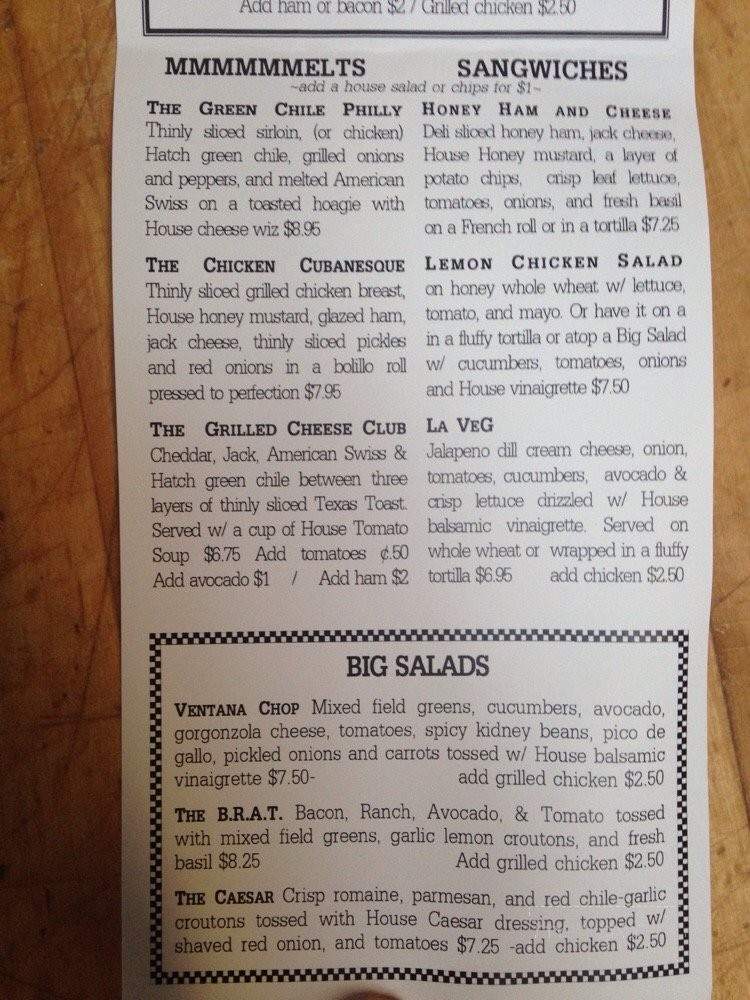 Add ham or bacon $2 / Grilled chicken $2.50
MMMMMMELTS
SANGWICHES
~add a house salad or chips for $1~
THE GREEN CHILE PHILLY
Thinly sliced sirloin, (or chicken)
Hatch green chile, grilled onions
and peppers, and melted American
Swiss on a toasted hoagie with
House cheese wiz $8.95
THE CHICKEN CUBANESQUE
Thinly sliced grilled chicken breast,
House honey mustard, glazed ham,
jack cheese, thinly sliced pickles
and red onions in a bolillo roll
pressed to perfection $7.95
THE GRILLED CHEESE CLUB
Cheddar, Jack, American Swiss &
Hatch green chile between three
layers of thinly sliced Texas Toast.
Served w/ a cup of House Tomato
Soup $6.75 Add tomatoes ¢.50
Add avocado $1 / Add ham $2
HONEY HAM AND CHEESE
Deli sliced honey ham, jack cheese,
House Honey mustard, a layer of
potato chips, crisp leaf lettuce,
tomatoes, onions, and fresh basil
on a French roll or in a tortilla $7.25
LEMON CHICKEN SALAD
on honey whole wheat w/ lettuce,
tomato, and mayo. Or have it on a
in a fluffy tortilla or atop a Big Salad
w/ cucumbers, tomatoes, onions
and House vinaigrette $7.50
LA VEG
Jalapeno dill cream cheese, onion,
tomatoes, cucumbers, avocado &
crisp lettuce drizzled w/ House
balsamic vinaigrette. Served on
whole wheat or wrapped in a fluffy
tortilla $6.95 add chicken $2.50
BIG SALADS
VENTANA CHOP Mixed field greens, cucumbers, avocado,
gorgonzola cheese, tomatoes, spicy kidney beans, pico de
gallo, pickled onions and carrots tossed w/ House balsamic
vinaigrette $7.50- add grilled chicken $2.50
THE B.R.A.T. Bacon, Ranch, Avocado, & Tomato tossed
with mixed field greens, garlic lemon croutons, and fresh
basil $8.25 Add grilled chicken $2.50
THE CAESAR Crisp romaine, parmesan, and red chile-garlic
croutons tossed with House Caesar dressing, topped w/
shaved red onion, and tomatoes $7.25 -add chicken $2.50